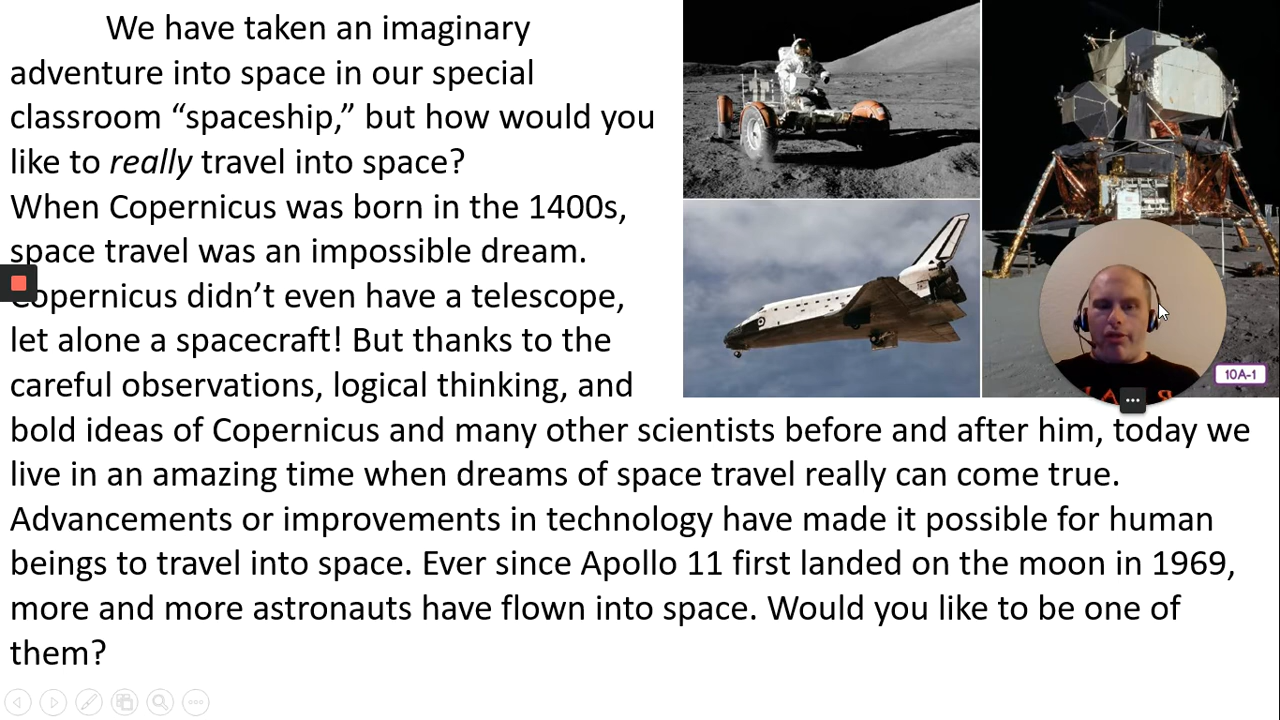 We have taken an imaginary
adventure into space in our special
classroom “spaceship,” but how would you
like to really travel into space?
When Copernicus was born in the 1400s,
space travel was an impossible dream.
Copernicus didn’t even have a telescope,
let alone a spacecraft! But thanks to the
careful observations, logical thinking, and
bold ideas of Copernicus and many other scientists before and after him, today we
live in an amazing time when dreams of space travel really can come true.
Advancements or improvements in technology have made it possible for human
beings to travel into space. Ever since Apollo 11 first landed on the moon in 1969,
more and more astronauts have flown into space. Would you like to be one of
them?
10A-1